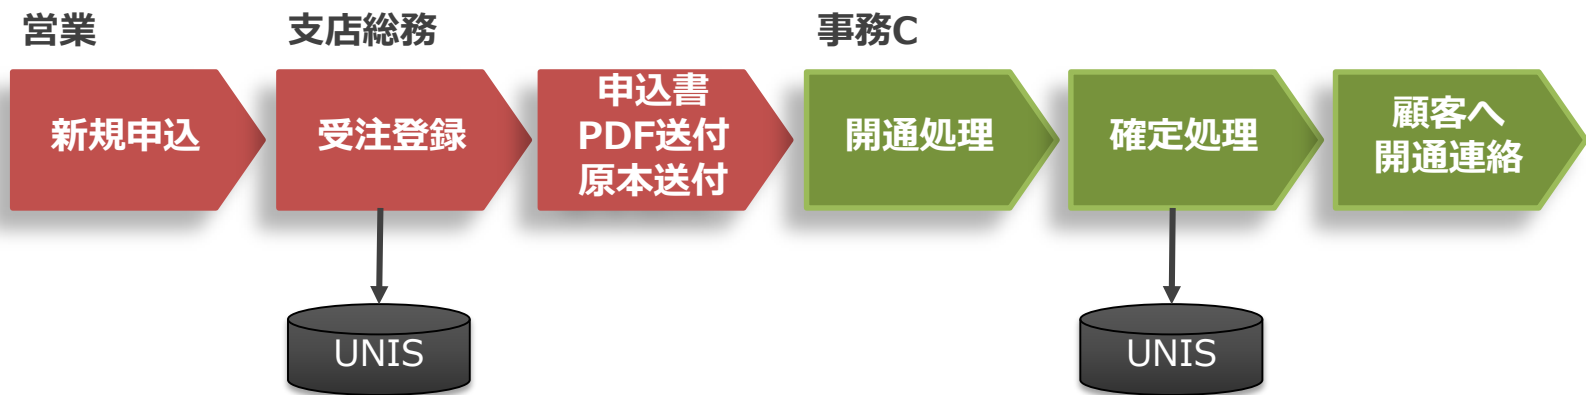 営業
支店総務
事務C
新規申込
受注登録
申込書
PDF送付
原本送付
開通処理
確定処理
顧客へ
開通連絡
UNIS
UNIS